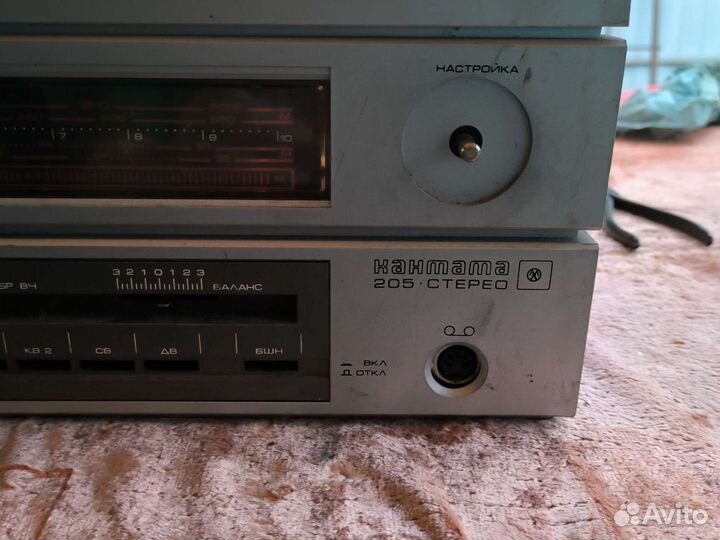 НАСТРОЙКА
7 8 9 10
кантата
205·СТЕРЕО
3 2 1 0 1 2 3
БР ВЧ БАЛАНС
КВ 2 СВ ДВ БШН
ВКЛ
ОТКЛ
Avito